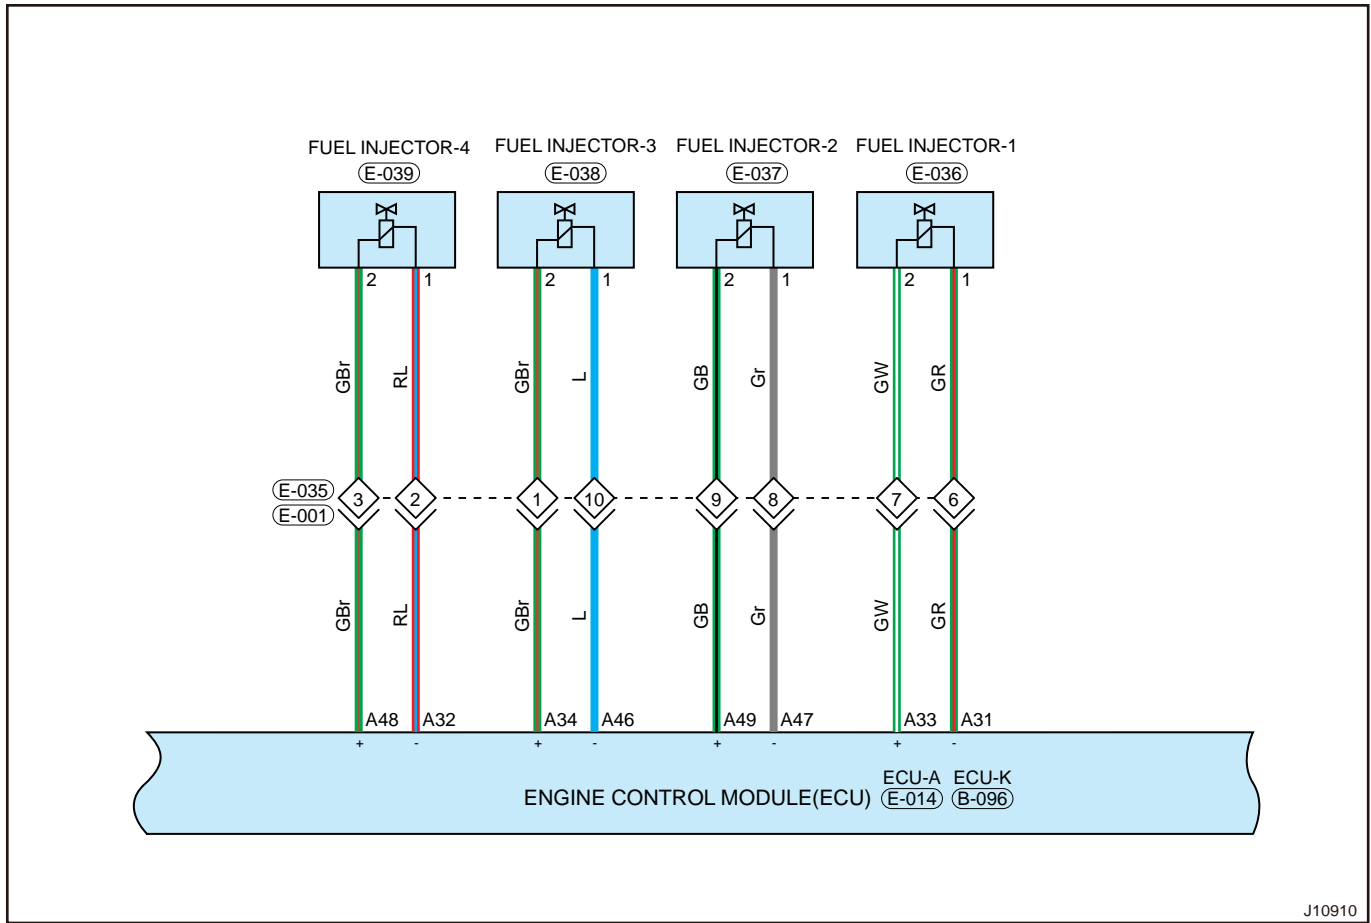 FUEL INJECTOR-4 FUEL INJECTOR-3 FUEL INJECTOR-2 FUEL INJECTOR-1
E-039 E-038 E-037 E-036
2 1 2 1 2 1 2 1
GBr RL GBr L GB Gr GW GR
E-035
3 2 1 10 9 8 7 6
E-001
GBr RL GBr L GB Gr GW GR
A48 A32 A34 A46 A49 A47 A33 A31
+ - + - + - + -
ECU-A ECU-K
ENGINE CONTROL MODULE(ECU) E-014 B-096
J10910